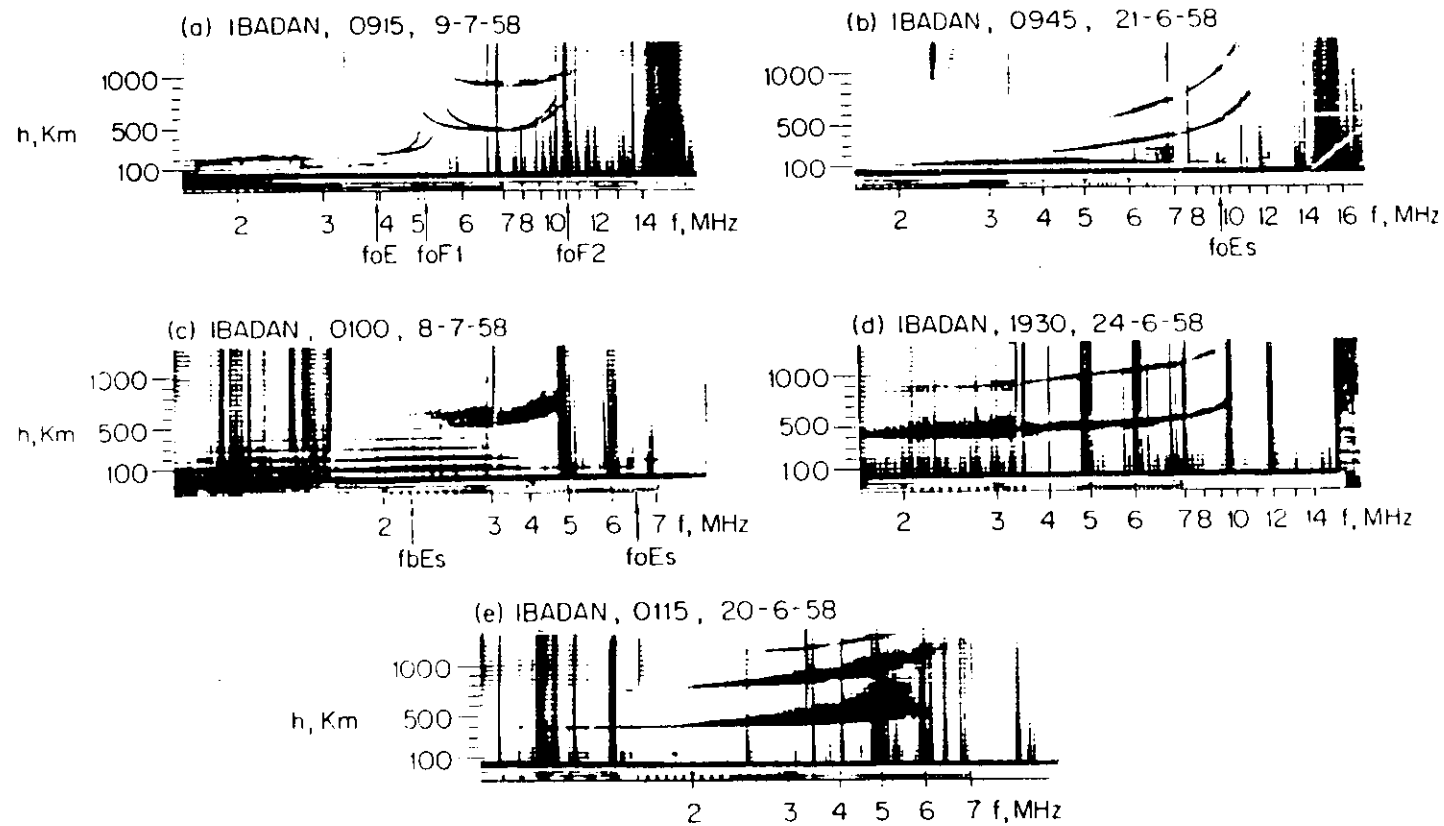 (a) IBADAN, 0915, 9-7-58
1000
500
100
h, Km
2 3 4 5 6 7 8 10 12 14 f, MHz
foE foF1 foF2
(b) IBADAN, 0945, 21-6-58
1000
500
100
2 3 4 5 6 7 8 10 12 14 16 f, MHz
foEs
(c) IBADAN, 0100, 8-7-58
1000
500
100
h, Km
2 3 4 5 6 7 f, MHz
fbEs foEs
(d) IBADAN, 1930, 24-6-58
1000
500
100
2 3 4 5 6 7 8 10 12 14 f, MHz
(e) IBADAN, 0115, 20-6-58
1000
500
100
h, Km
2 3 4 5 6 7 f, MHz